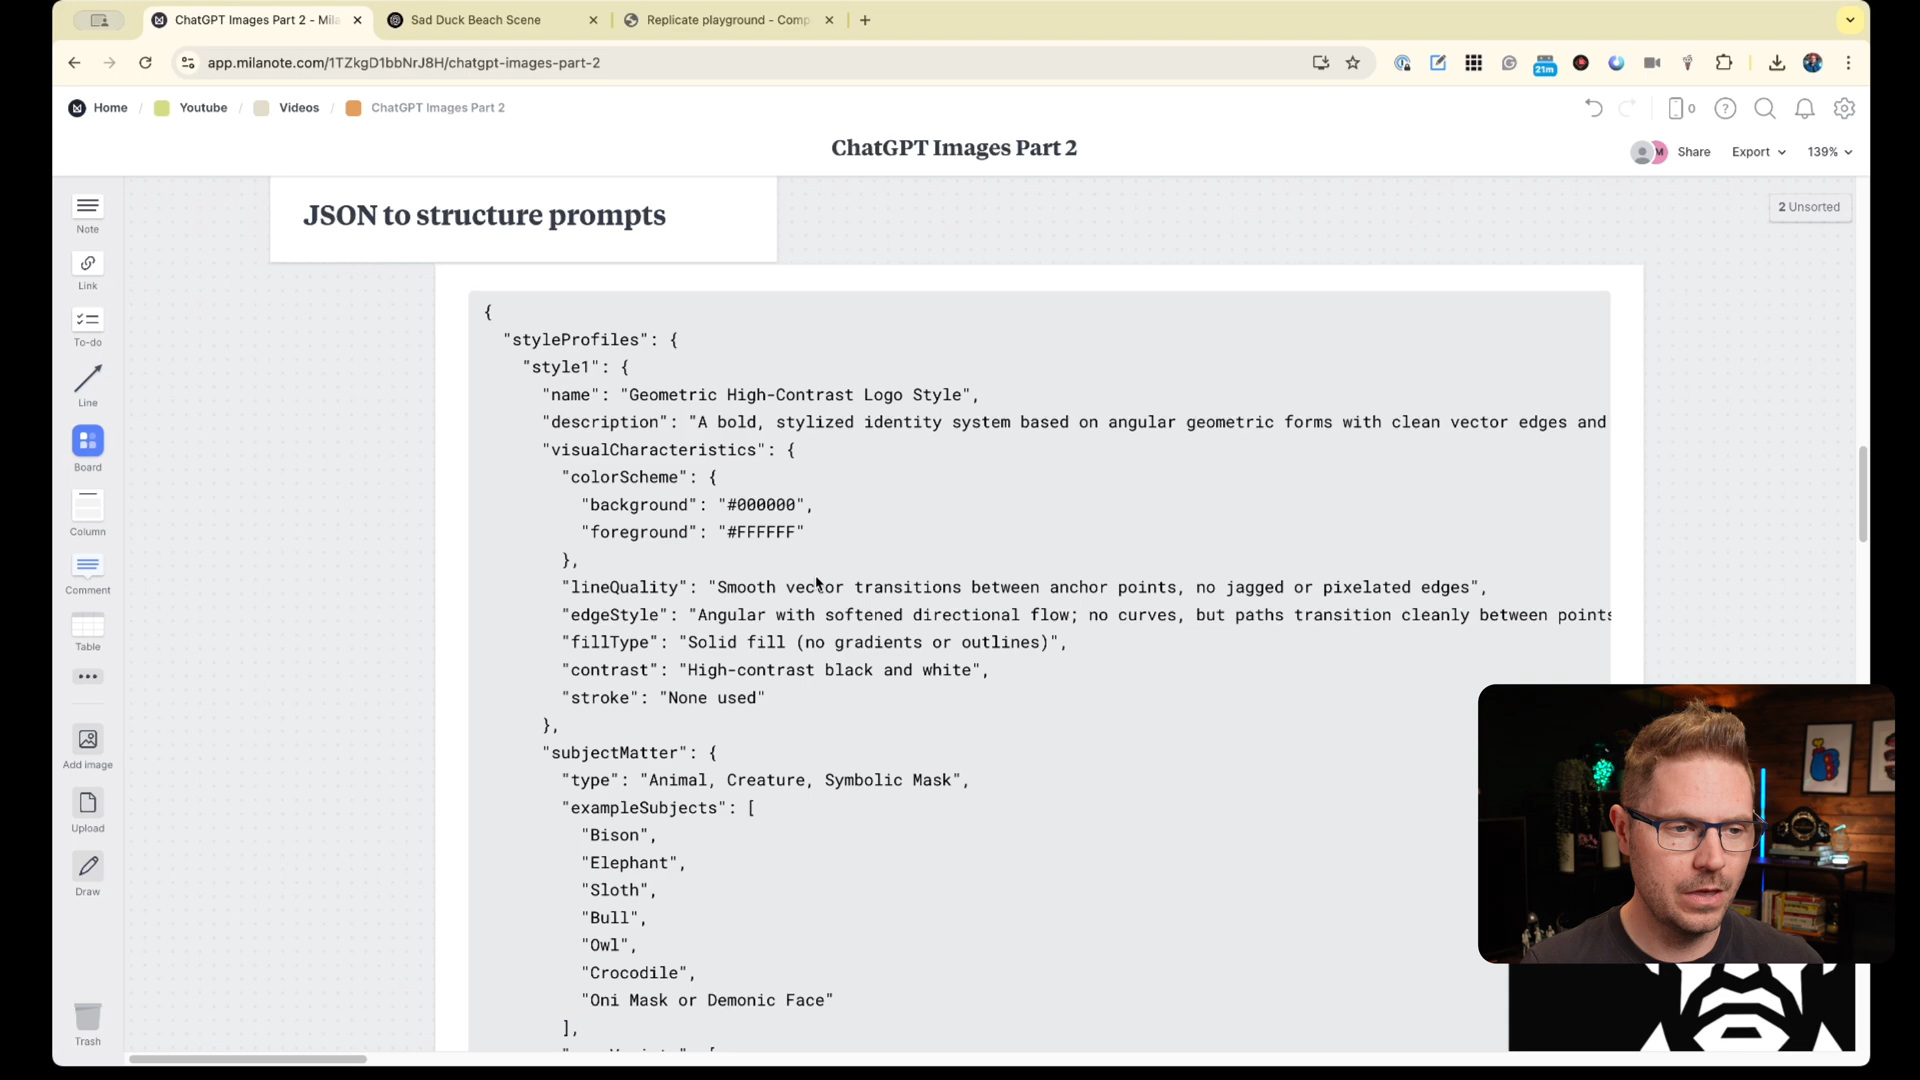 ChatGPT Images Part 2 - Mila
Sad Duck Beach Scene
Replicate playground - Comp
app.milanote.com/1TZkgD1bbNrJ8H/chatgpt-images-part-2
21m
Home / Youtube / Videos / ChatGPT Images Part 2
0
ChatGPT Images Part 2
M
Share
Export
139%
Note
Link
To-do
Line
Board
Column
Comment
Table
Add image
Upload
Draw
Trash
2 Unsorted
JSON to structure prompts
{
"styleProfiles": {
"style1": {
"name": "Geometric High-Contrast Logo Style",
"description": "A bold, stylized identity system based on angular geometric forms with clean vector edges and
"visualCharacteristics": {
"colorScheme": {
"background": "#000000",
"foreground": "#FFFFFF"
},
"lineQuality": "Smooth vector transitions between anchor points, no jagged or pixelated edges",
"edgeStyle": "Angular with softened directional flow; no curves, but paths transition cleanly between points
"fillType": "Solid fill (no gradients or outlines)",
"contrast": "High-contrast black and white",
"stroke": "None used"
},
"subjectMatter": {
"type": "Animal, Creature, Symbolic Mask",
"exampleSubjects": [
"Bison",
"Elephant",
"Sloth",
"Bull",
"Owl",
"Crocodile",
"Oni Mask or Demonic Face"
],